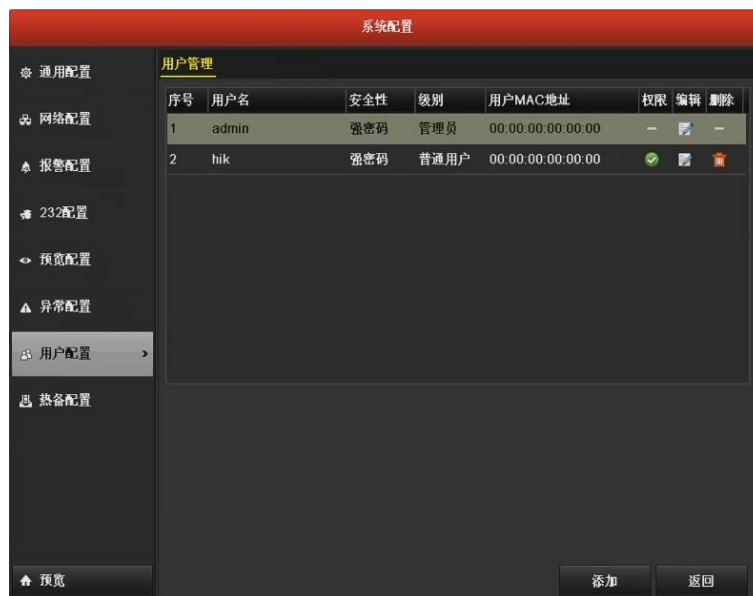 系统配置
通用配置
网络配置
报警配置
232配置
预览配置
异常配置
用户配置
热备配置
预览
用户管理
序号 用户名 安全性 级别 用户MAC地址 权限 编辑 删除
1 admin 强密码 管理员 00:00:00:00:00:00 – –
2 hik 强密码 普通用户 00:00:00:00:00:00
添加 返回